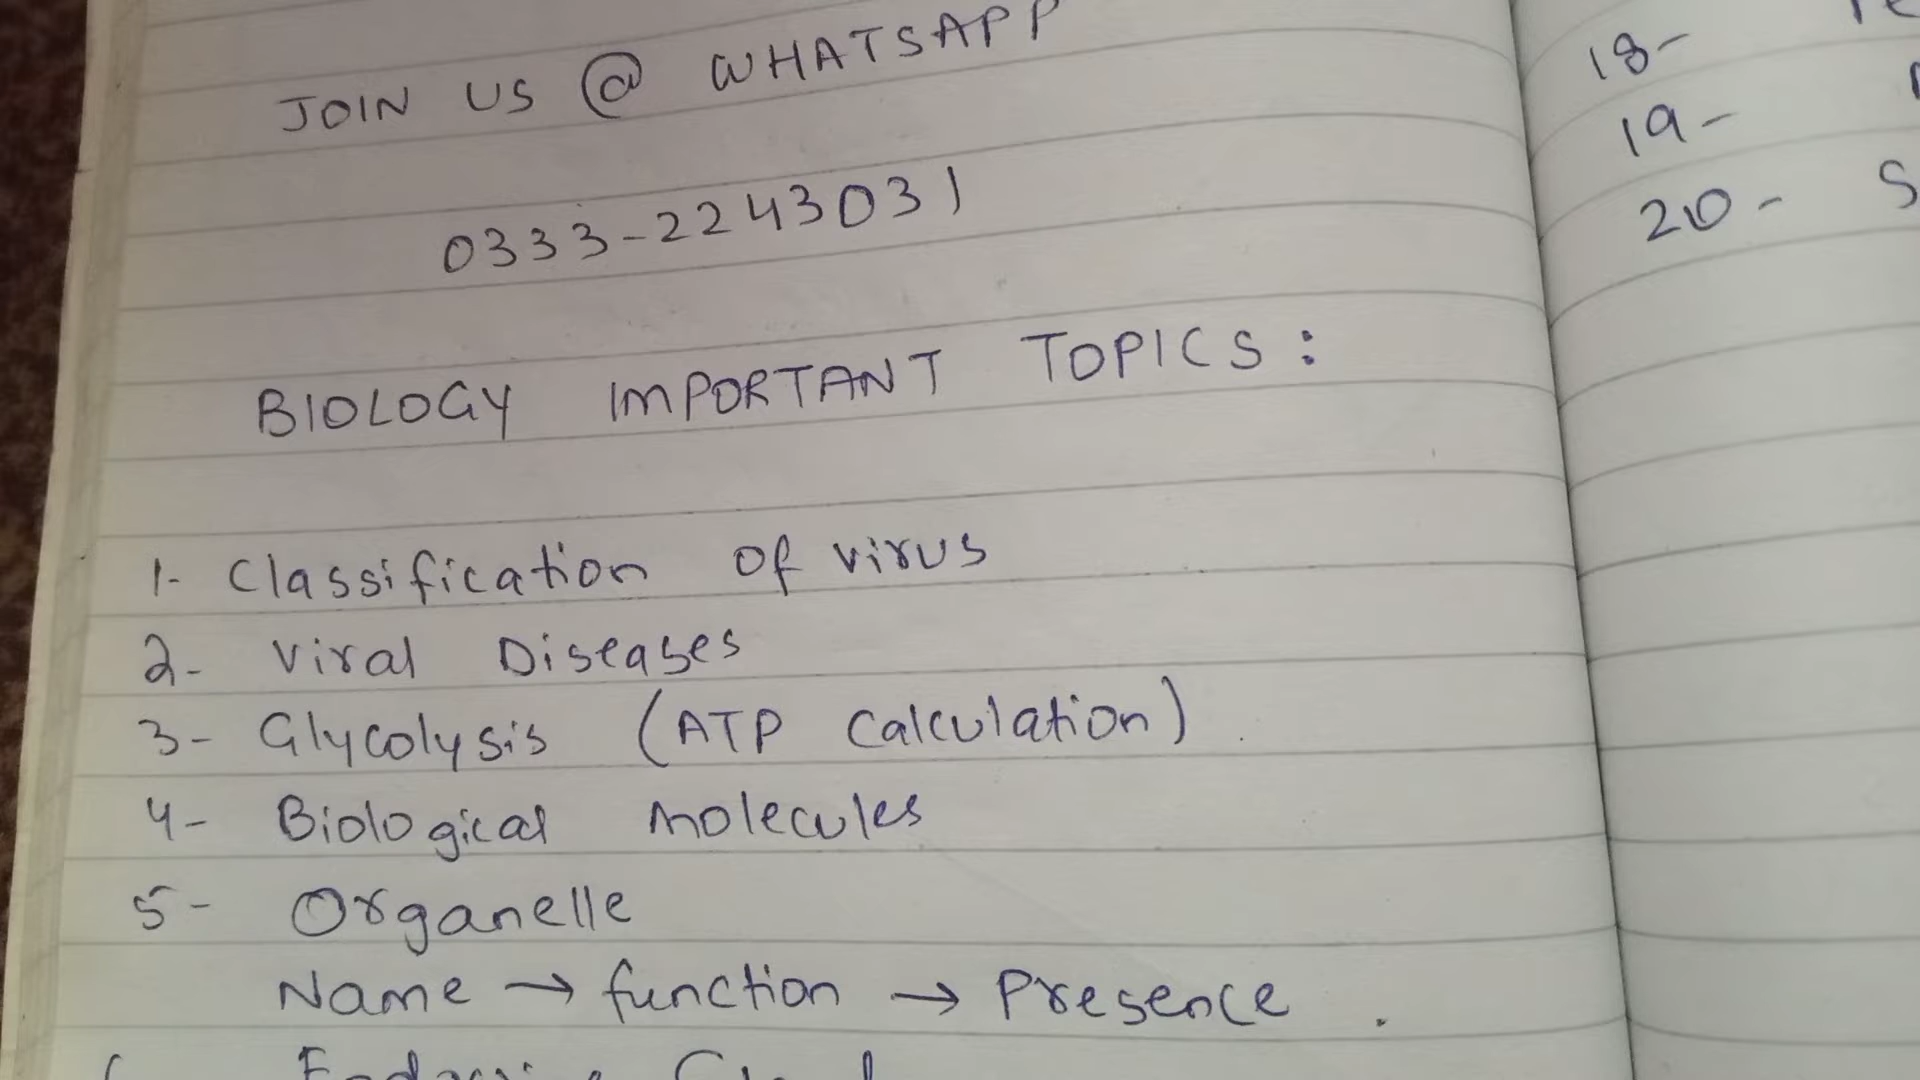 JOIN US @ WHATSAPP
0333-2243031
BIOLOGY IMPORTANT TOPICS:
1- Classification of virus
2- Viral Diseases
3- Glycolysis (ATP Calculation).
4- Biological molecules
5- Organelle
Name → function → Presence.
18-
19-
20-